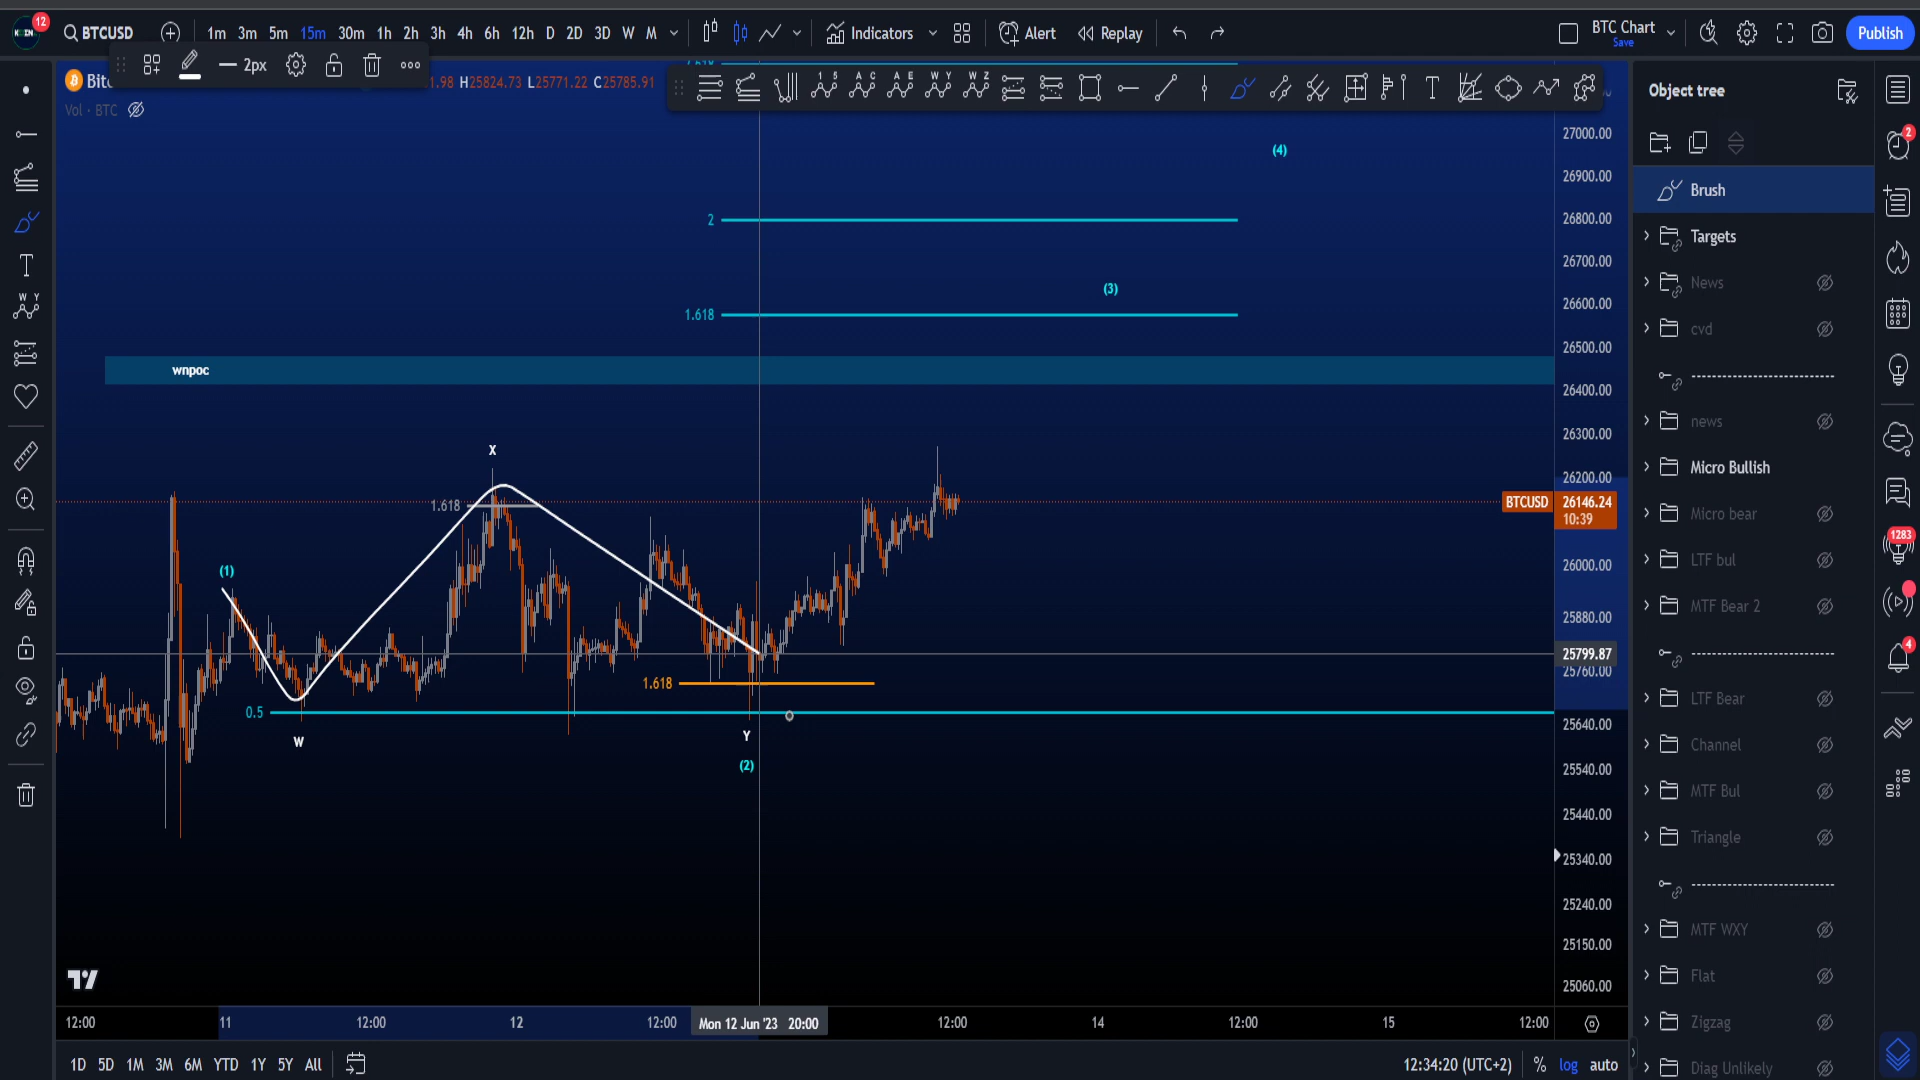 12
BTCUSD
1m 3m 5m 15m 30m 1h 2h 3h 4h 6h 12h D 2D 3D W M
Indicators
Alert
Replay
BTC Chart
Save
Publish
2px
Bitc
1.98 H25824.73 L25771.22 C25785.91
Vol · BTC
Object tree
Brush
Targets
News
cvd
news
Micro Bullish
Micro bear
LTF bul
MTF Bear 2
LTF Bear
Channel
MTF Bul
Triangle
MTF WXY
Flat
Zigzag
Diag Unlikely
2
1283
4
27000.00
26900.00
26800.00
26700.00
26600.00
26500.00
26400.00
26300.00
26200.00
BTCUSD 26146.24
10:39
26000.00
25880.00
25799.87
25760.00
25640.00
25540.00
25440.00
25340.00
25240.00
25150.00
25060.00
(4)
2
(3)
1.618
wnpoc
X
1.618
(1)
1.618
0.5
W
Y
(2)
12:00 11 12:00 12 12:00 Mon 12 Jun '23 20:00 12:00 14 12:00 15 12:00
1D 5D 1M 3M 6M YTD 1Y 5Y All
12:34:20 (UTC+2) % log auto